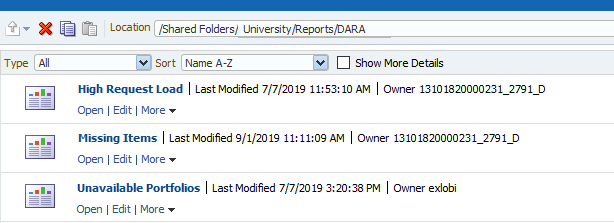 Location /Shared Folders/ University/Reports/DARA
Type All Sort Name A-Z Show More Details
High Request Load | Last Modified 7/7/2019 11:53:10 AM | Owner 13101820000231_2791_D
Open | Edit | More
Missing Items | Last Modified 9/1/2019 11:11:09 AM | Owner 13101820000231_2791_D
Open | Edit | More
Unavailable Portfolios | Last Modified 7/7/2019 3:20:38 PM | Owner exlobi
Open | Edit | More